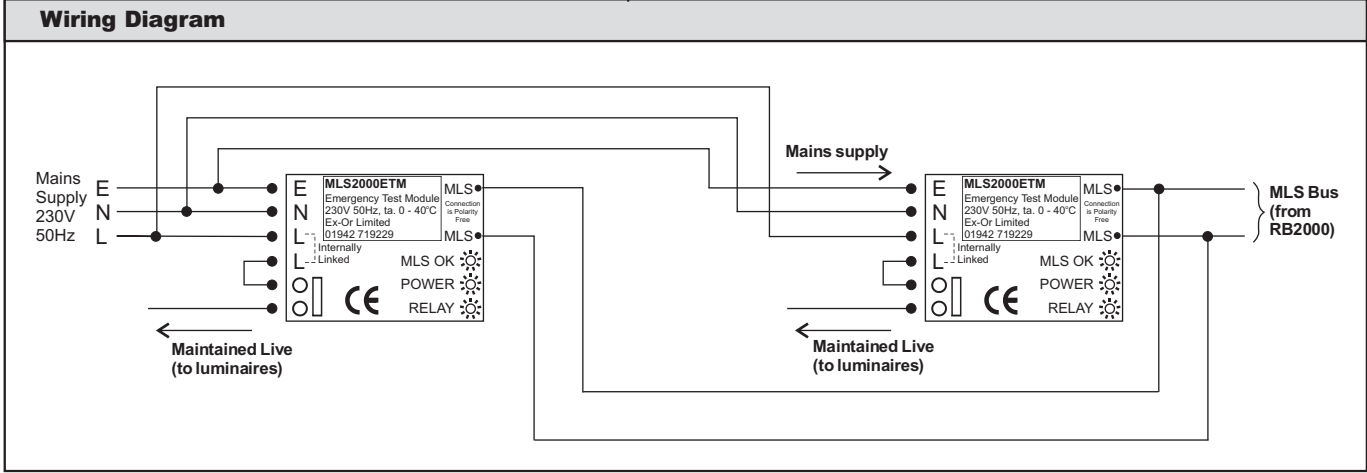 Wiring Diagram
Mains
Supply
230V
50Hz
E
N
L
E
N
L
L
MLS2000ETM
Emergency Test Module
230V 50Hz, ta. 0 - 40°C
Ex-Or Limited
01942 719229
Internally
Linked
MLS
Connection
is Polarity
Free
MLS
MLS OK
POWER
RELAY
CE
Maintained Live
(to luminaires)
Mains supply
E
N
L
L
MLS2000ETM
Emergency Test Module
230V 50Hz, ta. 0 - 40°C
Ex-Or Limited
01942 719229
Internally
Linked
MLS
Connection
is Polarity
Free
MLS
MLS OK
POWER
RELAY
CE
Maintained Live
(to luminaires)
MLS Bus
(from
RB2000)